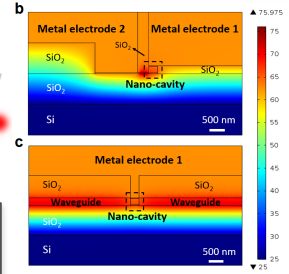 b
Metal electrode 2 Metal electrode 1
SiO2
SiO2 SiO2
SiO2 Nano-cavity
Si 500 nm
c
Metal electrode 1
SiO2 SiO2
Waveguide Waveguide
Nano-cavity
SiO2
Si 500 nm
▲ 75.975
75
70
65
60
55
50
45
40
35
30
25
▼ 25